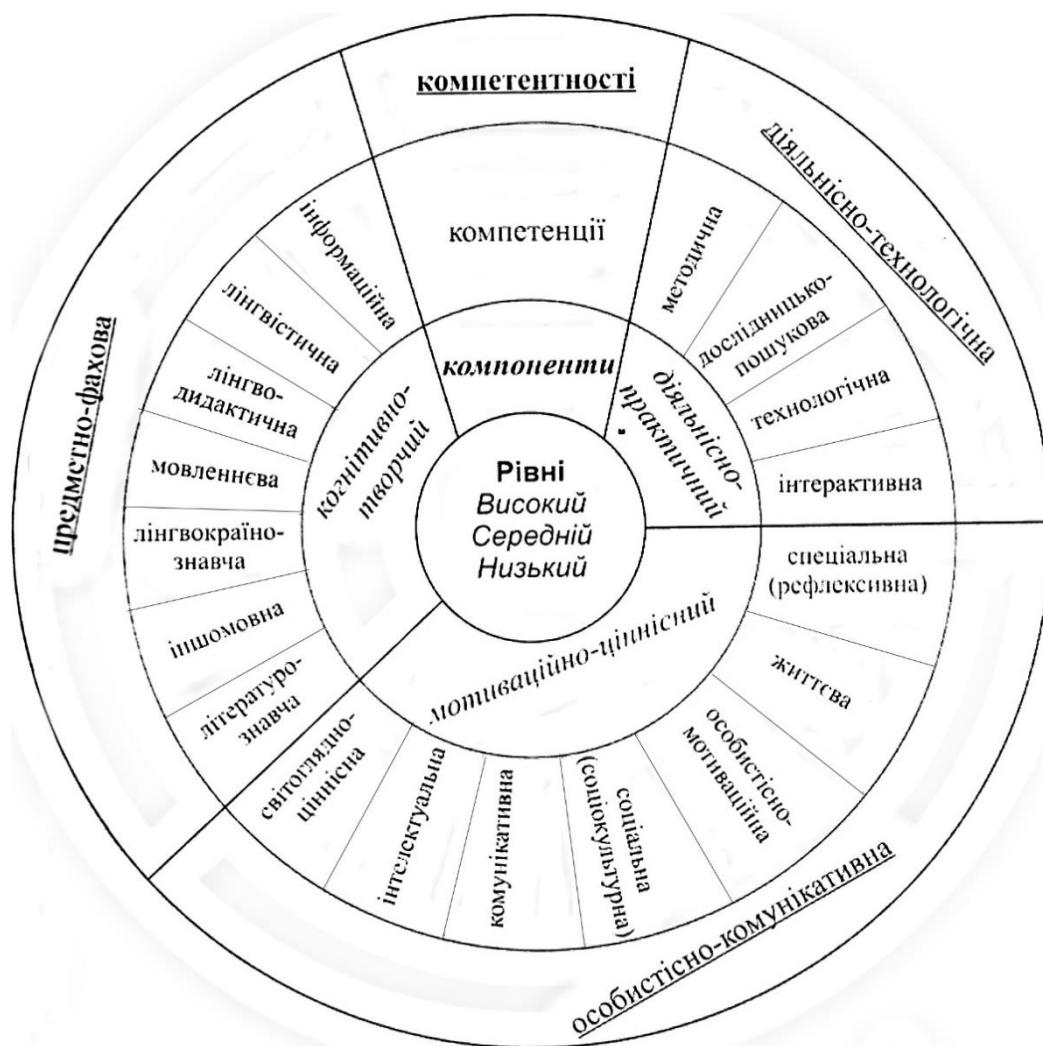 компетентності
компетенції
компоненти
діяльнісно-технологічна
методична
дослідницько-
пошукова
технологічна
інтерактивна
діяльнісно-
практичний
особистісно-комунікативна
спеціальна
(рефлексивна)
життєва
особистісно-
мотиваційна
соціальна
(соціокультурна)
комунікативна
інтелектуальна
світоглядно-
ціннісна
мотиваційно-ціннісний
предметно-фахова
літературо-
знавча
іншомовна
лінгвокраїно-
знавча
мовленнєва
лінгво-
дидактична
лінгвістична
інформаційна
когнітивно-
творчий
Рівні
Високий
Середній
Низький